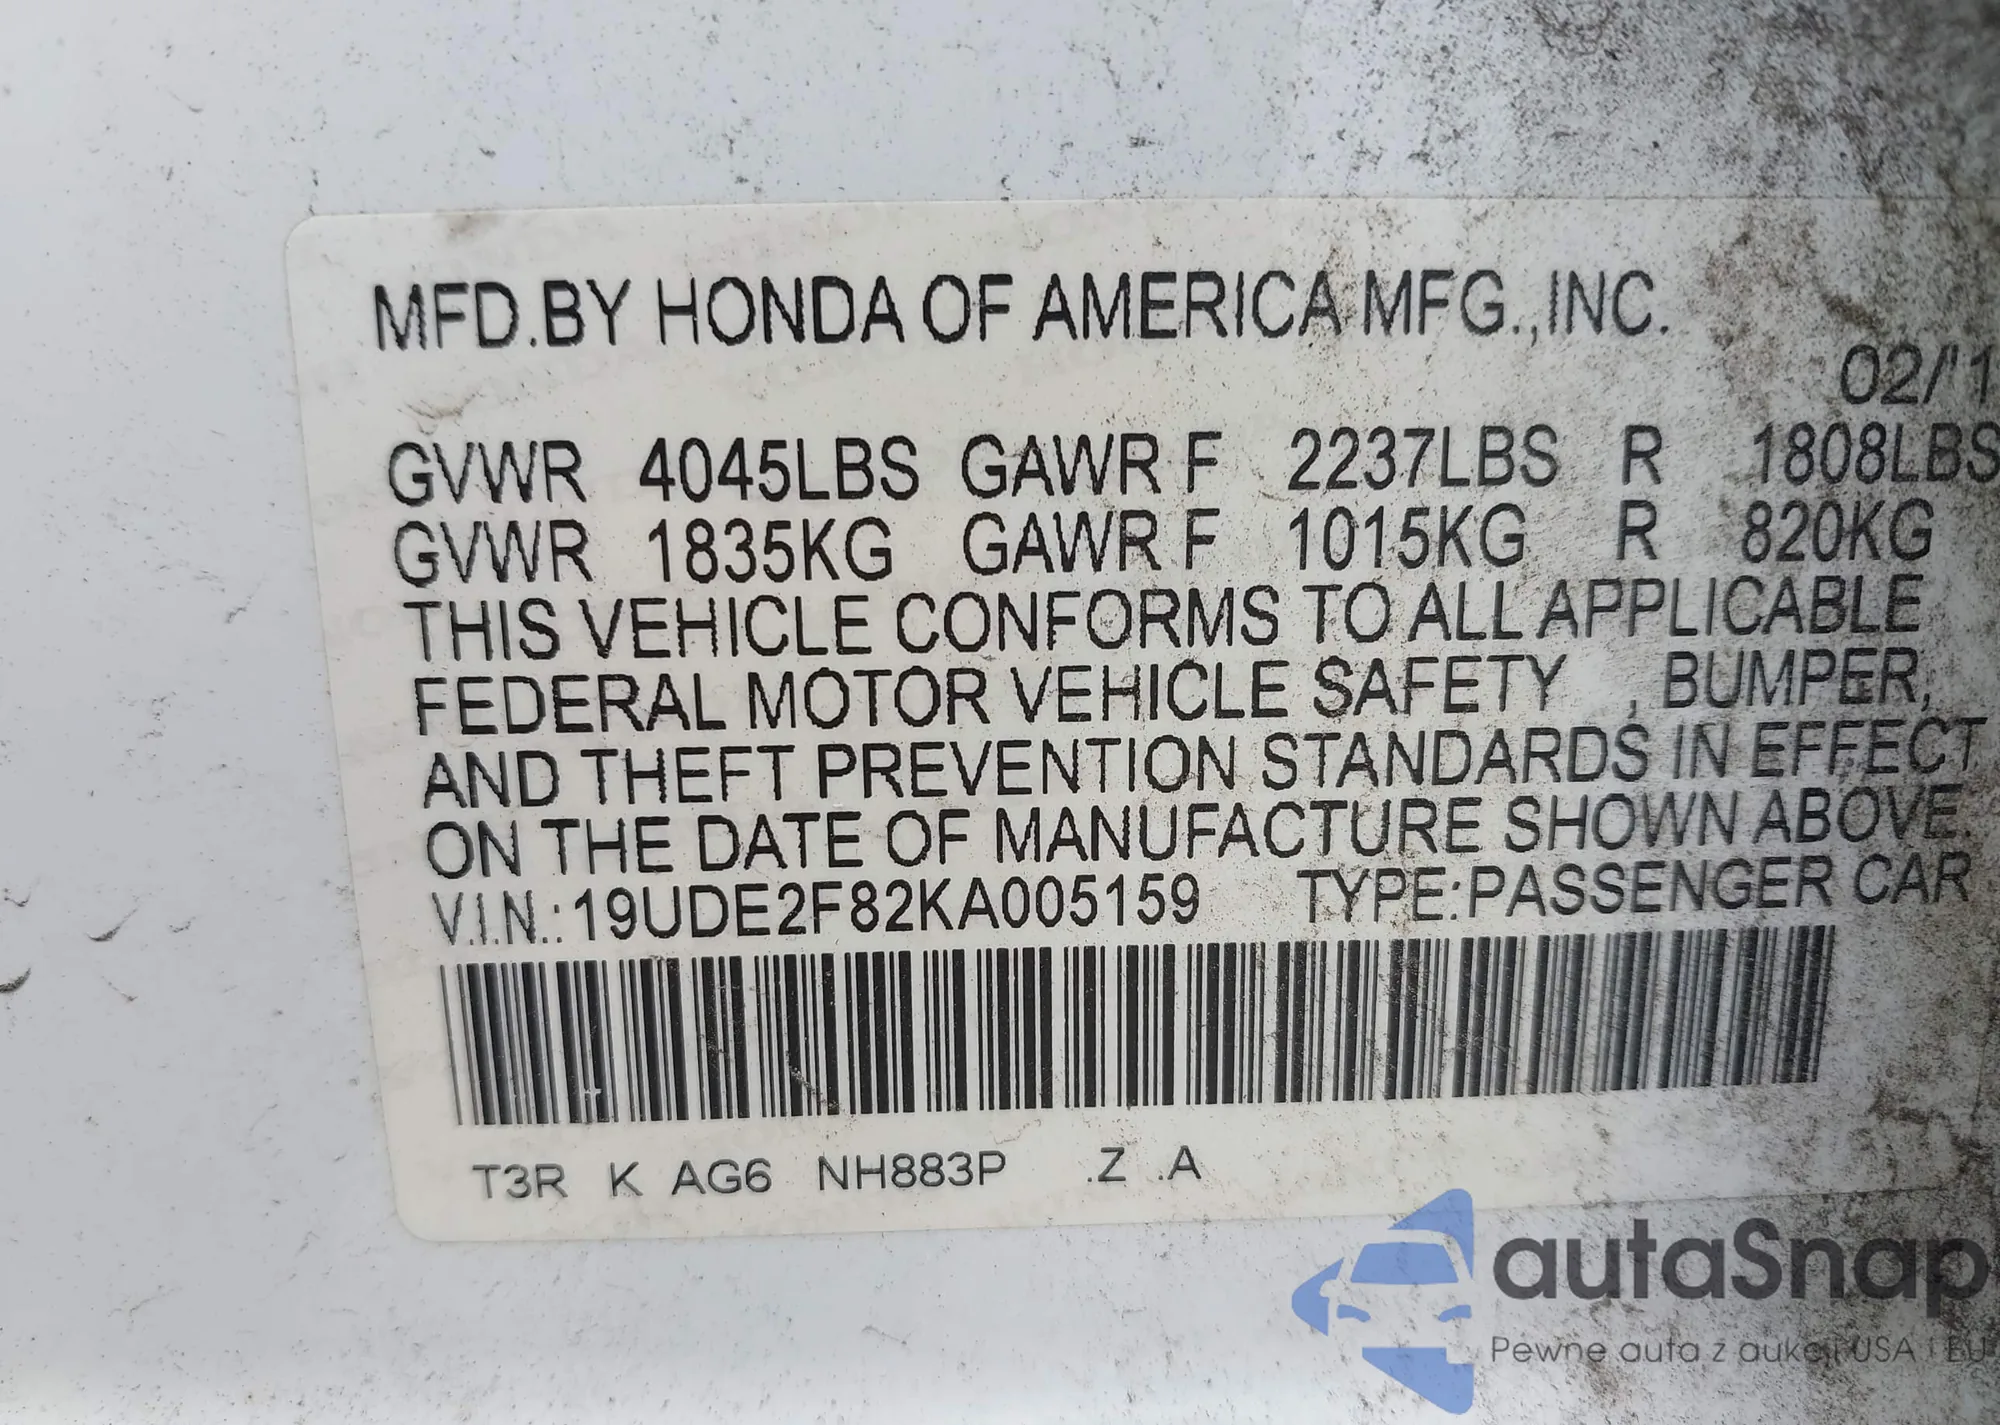 MFD.BY HONDA OF AMERICA MFG.,INC.
02/'1
GVWR 4045LBS GAWR F 2237LBS R 1808LBS
GVWR 1835KG GAWR F 1015KG R 820KG
THIS VEHICLE CONFORMS TO ALL APPLICABLE
FEDERAL MOTOR VEHICLE SAFETY , BUMPER,
AND THEFT PREVENTION STANDARDS IN EFFECT
ON THE DATE OF MANUFACTURE SHOWN ABOVE.
V.I.N.: 19UDE2F82KA005159 TYPE:PASSENGER CAR
T3R K AG6 NH883P .Z .A
autaSnap
Pewne auta z aukcji USA i EU